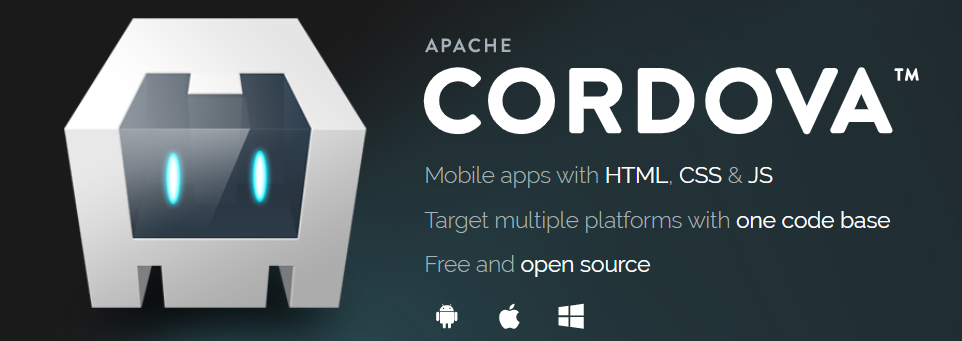 APACHE
CORDOVA™
Mobile apps with HTML, CSS & JS
Target multiple platforms with one code base
Free and open source